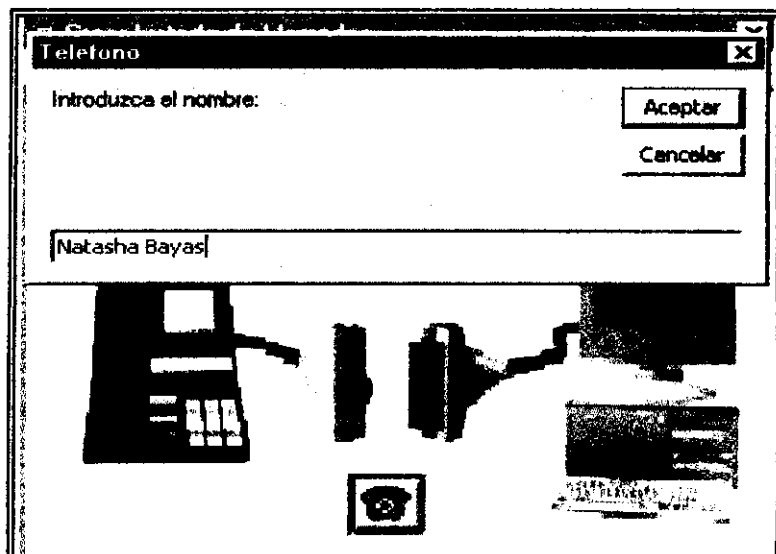 Telefono
Introduzca el nombre:
Aceptar
Cancelar
Natasha Bayas